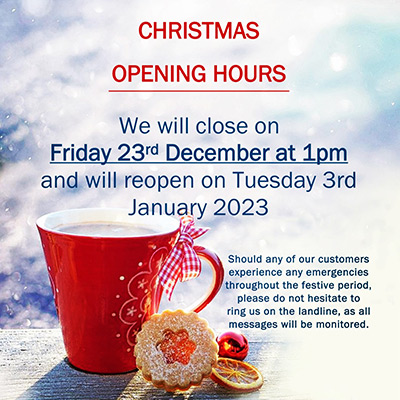 CHRISTMAS
OPENING HOURS
We will close on
Friday 23rd December at 1pm
and will reopen on Tuesday 3rd
January 2023
Should any of our customers
experience any emergencies
throughout the festive period,
please do not hesitate to
ring us on the landline, as all
messages will be monitored.